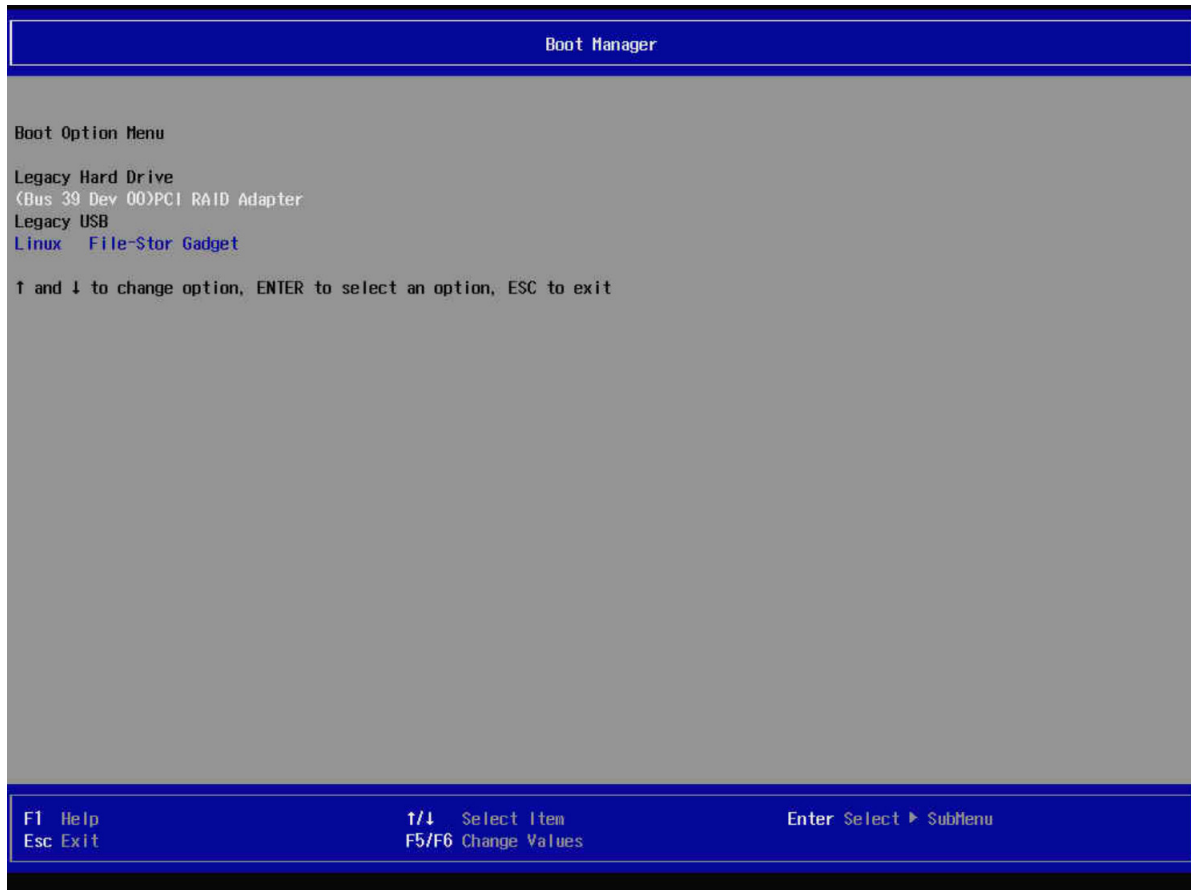 Boot Manager
Boot Option Menu
Legacy Hard Drive
(Bus 39 Dev 00)PCI RAID Adapter
Legacy USB
Linux   File-Stor Gadget
↑ and ↓ to change option, ENTER to select an option, ESC to exit
F1 Help   ↑/↓ Select Item   Enter Select ▶ SubMenu
Esc Exit   F5/F6 Change Values